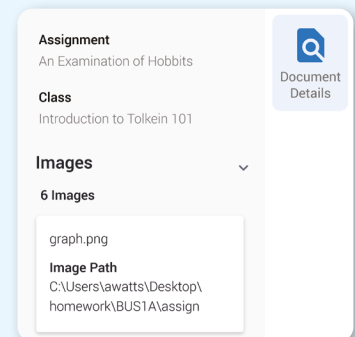 Assignment
An Examination of Hobbits
Class
Introduction to Tolkein 101
Images
6 Images
graph.png
Image Path
C:\Users\awatts\Desktop\
homework\BUS1A\assign
Document
Details